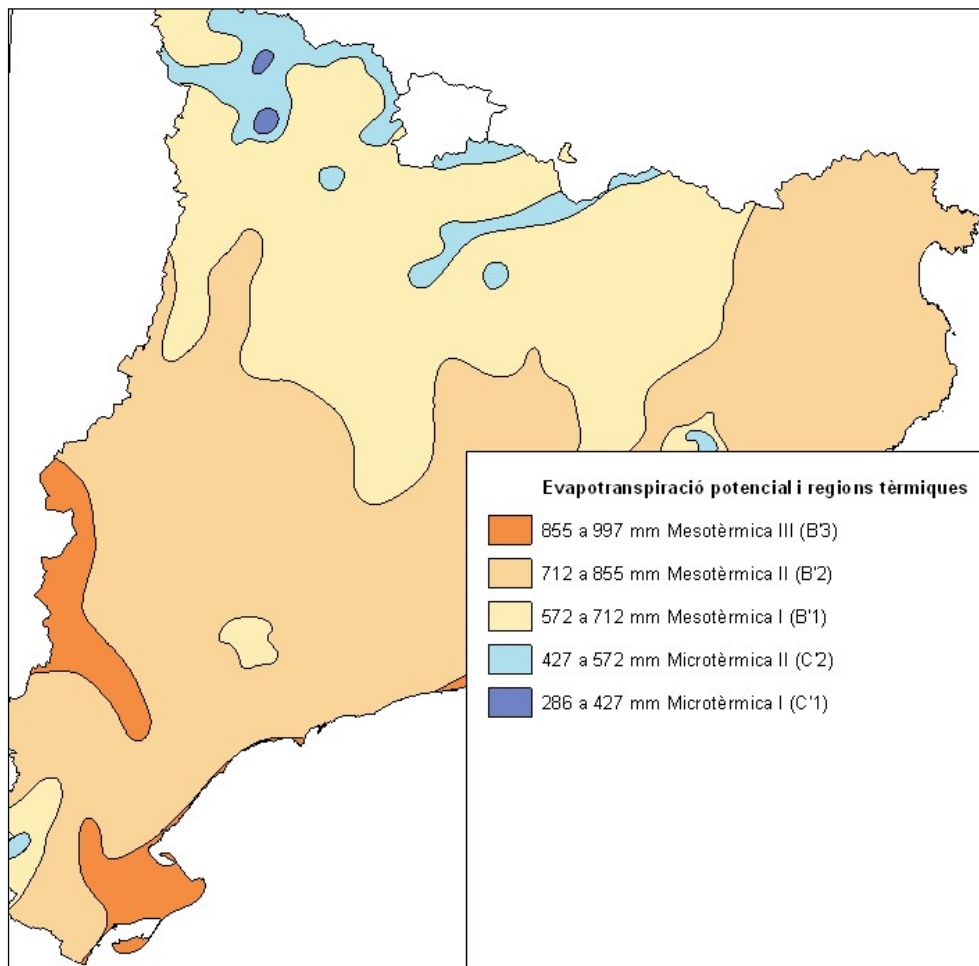 Evapotranspiració potencial i regions tèrmiques
855 a 997 mm Mesotèrmica III (B'3)
712 a 855 mm Mesotèrmica II (B'2)
572 a 712 mm Mesotèrmica I (B'1)
427 a 572 mm Microtèrmica II (C'2)
286 a 427 mm Microtèrmica I (C'1)